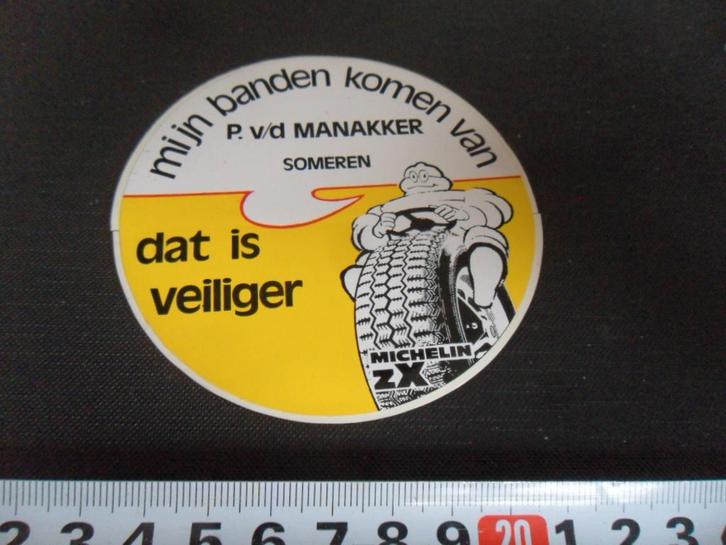 mijn banden komen van
P. v/d MANAKKER
SOMEREN
dat is
veiliger
MICHELIN
ZX
2 3 4 5 6 7 8 9 20 1 2 3